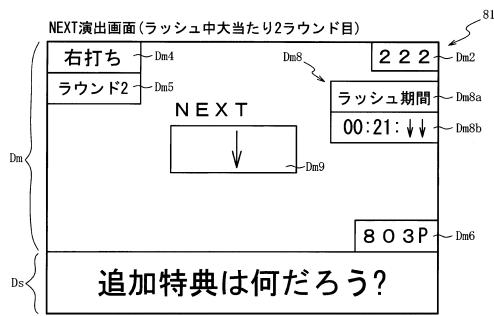 NEXT演出画面(ラッシュ中大当たり2ラウンド目)
81
右打ち
Dm4
222
Dm2
ラウンド2
Dm5
Dm8
ラッシュ期間
Dm8a
00:21:↓↓
Dm8b
NEXT
↓
Dm9
Dm
803P
Dm6
Ds
追加特典は何だろう?